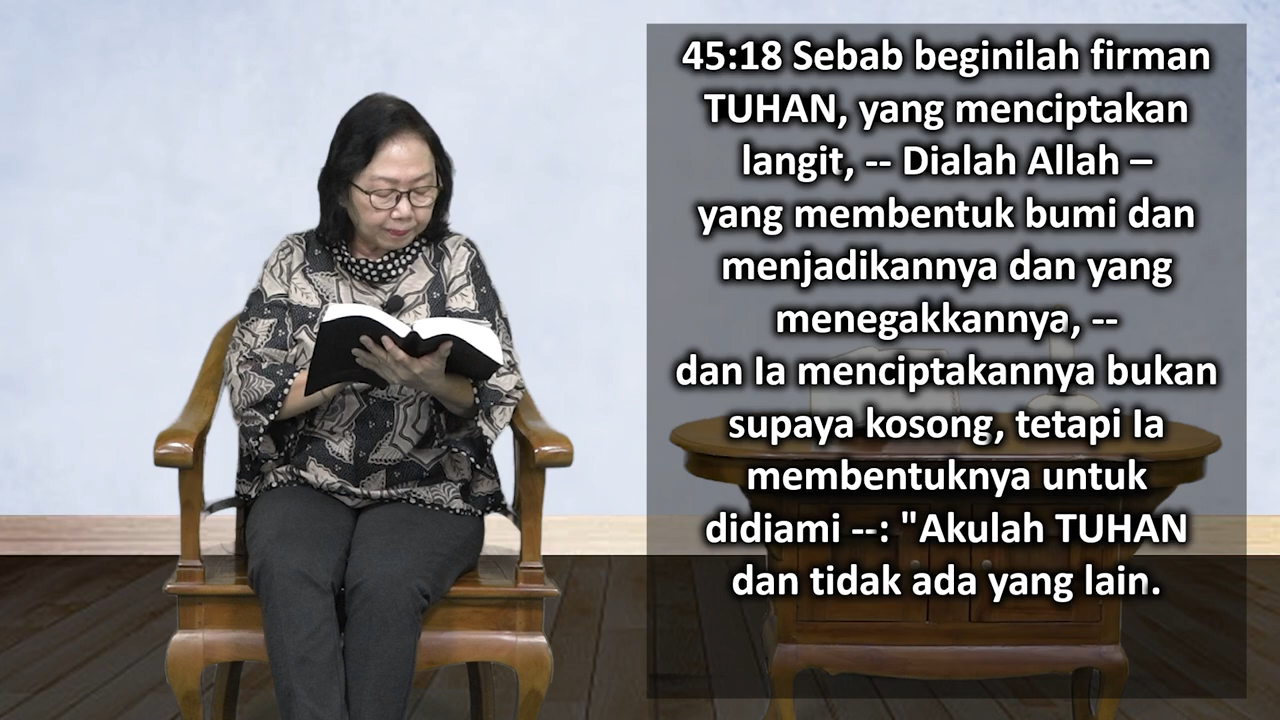 45:18 Sebab beginilah firman
TUHAN, yang menciptakan
langit, -- Dialah Allah –
yang membentuk bumi dan
menjadikannya dan yang
menegakkannya, --
dan Ia menciptakannya bukan
supaya kosong, tetapi Ia
membentuknya untuk
didiami --: "Akulah TUHAN
dan tidak ada yang lain.